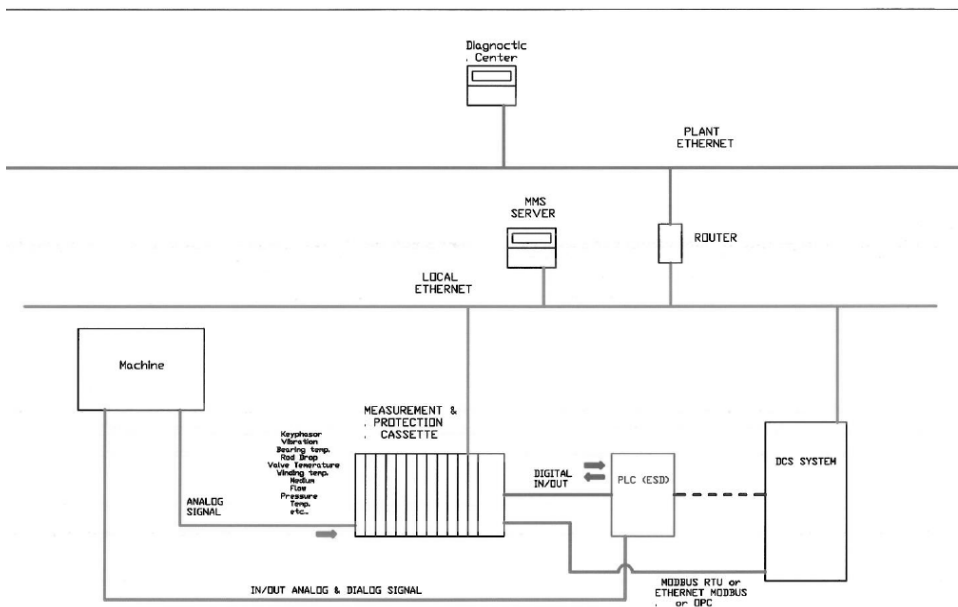 Diagnoctic
. Center
PLANT
ETHERNET
MMS
SERVER
ROUTER
LOCAL
ETHERNET
Machine
MEASUREMENT &
. PROTECTION
. CASSETTE
Keyphasor
Vibration
Bearing temp.
Rod Drop
Valve Temerature
Winding temp.
Medium
Flow
Pressure
Temp.
etc..
ANALOG
SIGNAL
DIGITAL
IN/OUT
PLC (ESD)
DCS SYSTEM
IN/OUT ANALOG & DIALOG SIGNAL
MODBUS RTU or
ETHERNET MODBUS
. or OPC